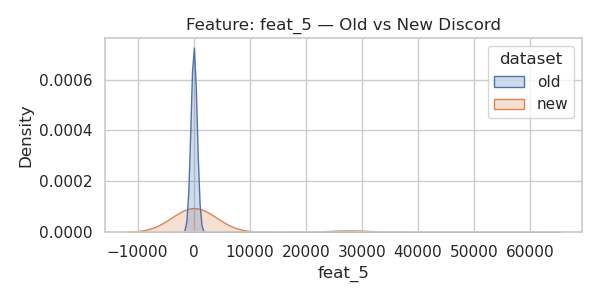 Feature: feat_5 — Old vs New Discord
dataset
old
new
Density
0.0006
0.0004
0.0002
0.0000
−10000 0 10000 20000 30000 40000 50000 60000
feat_5